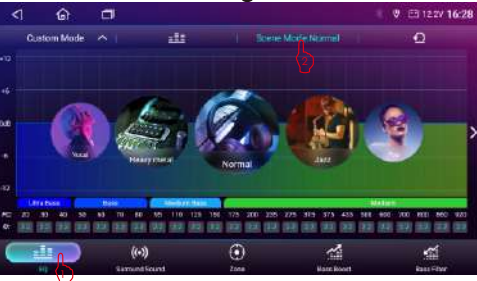 12.2V 16:28
Custom Mode
Scene Mode Normal
2
+12
+6
0dB
-6
-12
Vocal
Heavy metal
Normal
Jazz
Ultra Bass
Bass
Medium Bass
Medium
FC: 20 30 40 50 60 70 80 95 110 125 150 175 200 235 275 315 375 435 500 600 700 800 860 920
EQ
Surround Sound
Zone
Bass Boost
Bass Filter
1